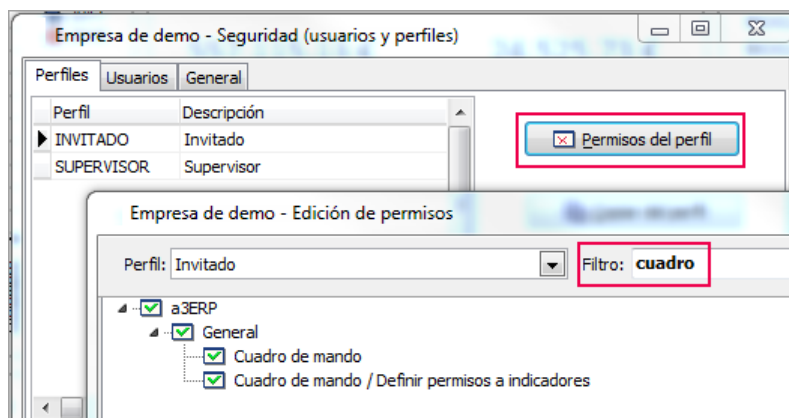 Empresa de demo - Seguridad (usuarios y perfiles)
Perfiles Usuarios General
Perfil Descripción
INVITADO Invitado
SUPERVISOR Supervisor
Permisos del perfil
Empresa de demo - Edición de permisos
Perfil: Invitado Filtro: cuadro
a3ERP
General
Cuadro de mando
Cuadro de mando / Definir permisos a indicadores